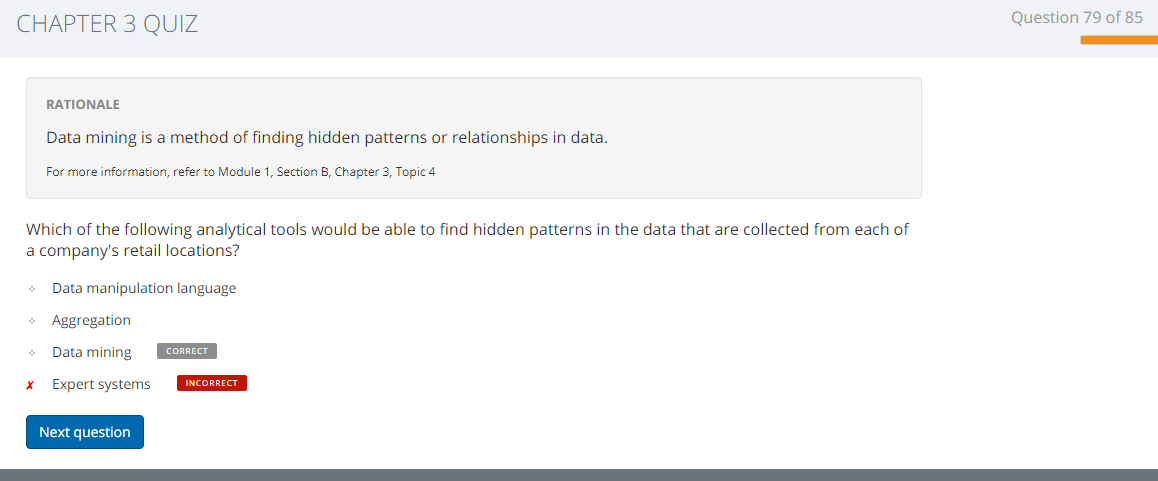 CHAPTER 3 QUIZ
Question 79 of 85
RATIONALE
Data mining is a method of finding hidden patterns or relationships in data.
For more information, refer to Module 1, Section B, Chapter 3, Topic 4
Which of the following analytical tools would be able to find hidden patterns in the data that are collected from each of
a company's retail locations?
Data manipulation language
Aggregation
Data mining CORRECT
✗ Expert systems INCORRECT
Next question